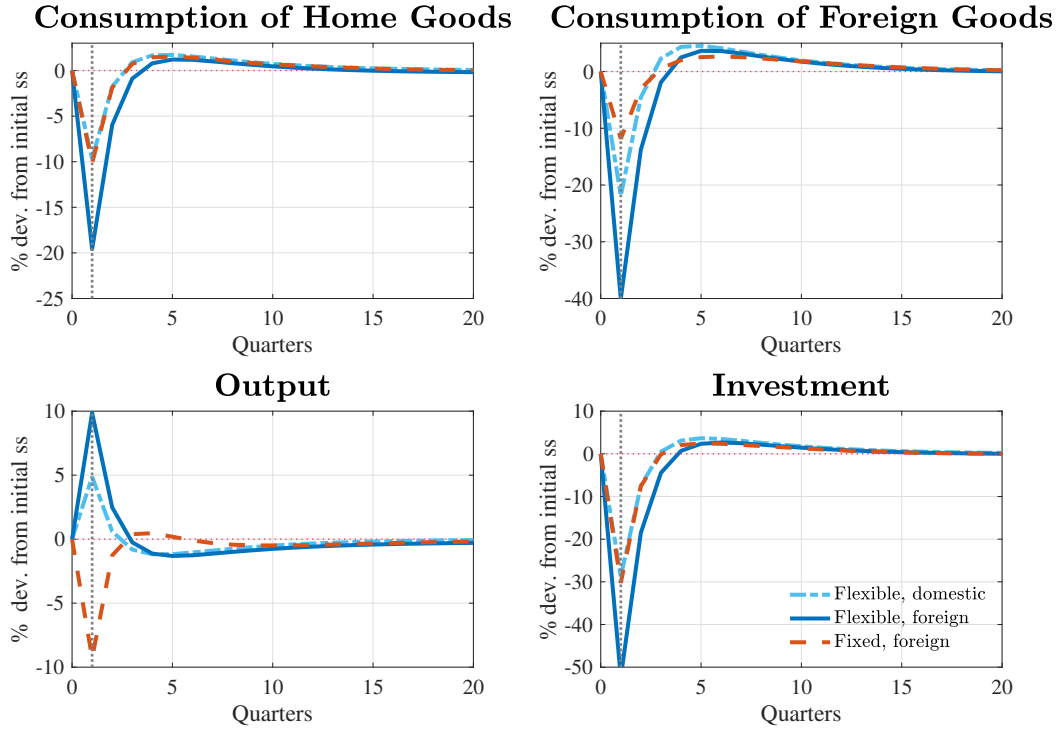 Consumption of Home Goods
% dev. from initial ss
0
-5
-10
-15
-20
-25
0 5 10 15 20
Quarters
Consumption of Foreign Goods
% dev. from initial ss
0
-10
-20
-30
-40
0 5 10 15 20
Quarters
Output
% dev. from initial ss
10
5
0
-5
-10
0 5 10 15 20
Quarters
Investment
% dev. from initial ss
10
0
-10
-20
-30
-40
-50
Flexible, domestic
Flexible, foreign
Fixed, foreign
0 5 10 15 20
Quarters